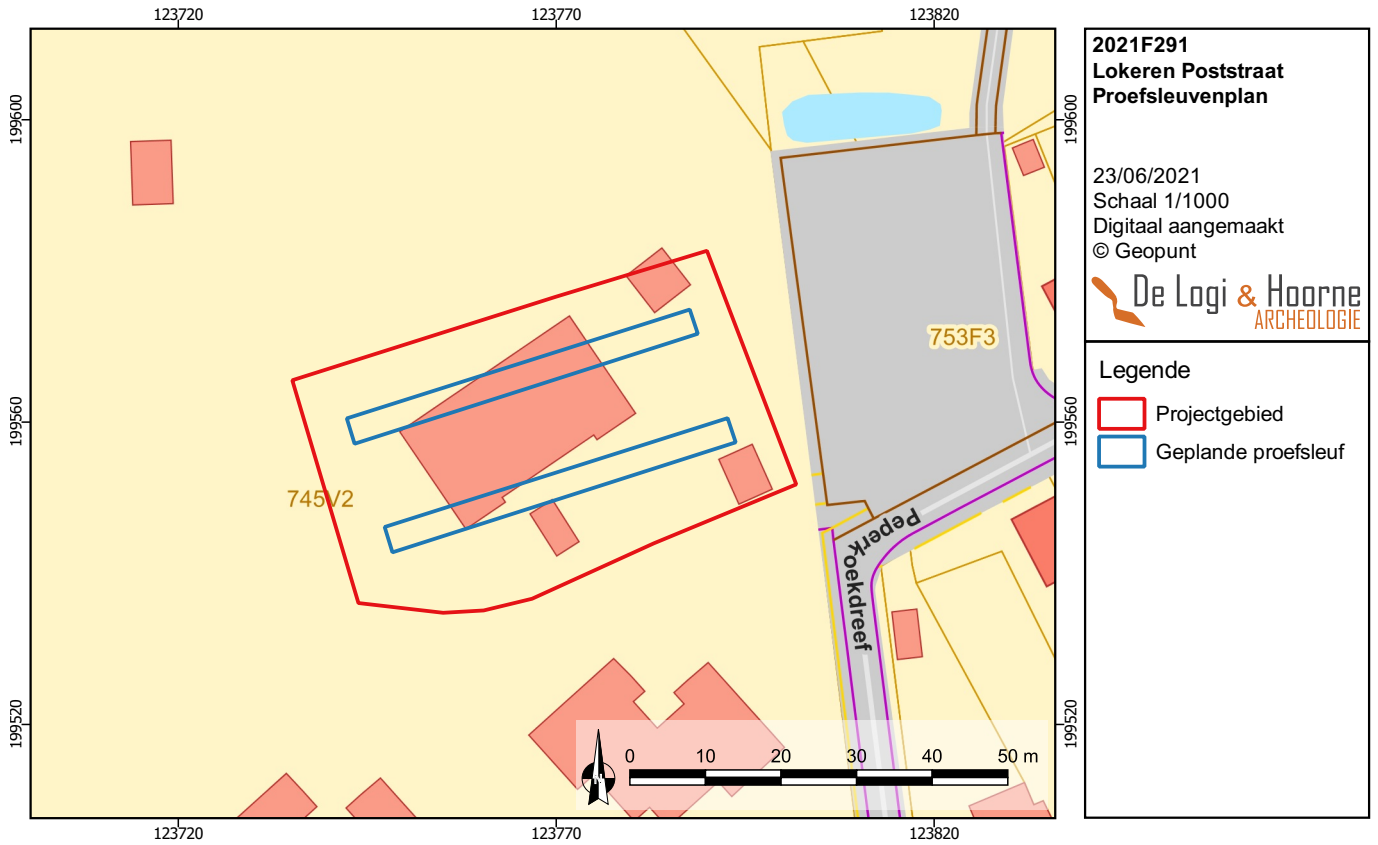 123720
123770
123820
199600
199600
199560
199560
199520
199520
753F3
745V2
Peperk
oekdreef
N
0 10 20 30 40 50 m
123720
123770
123820
2021F291
Lokeren Poststraat
Proefsleuvenplan
23/06/2021
Schaal 1/1000
Digitaal aangemaakt
© Geopunt
De Logi & Hoorne
ARCHEOLOGIE
Legende
Projectgebied
Geplande proefsleuf